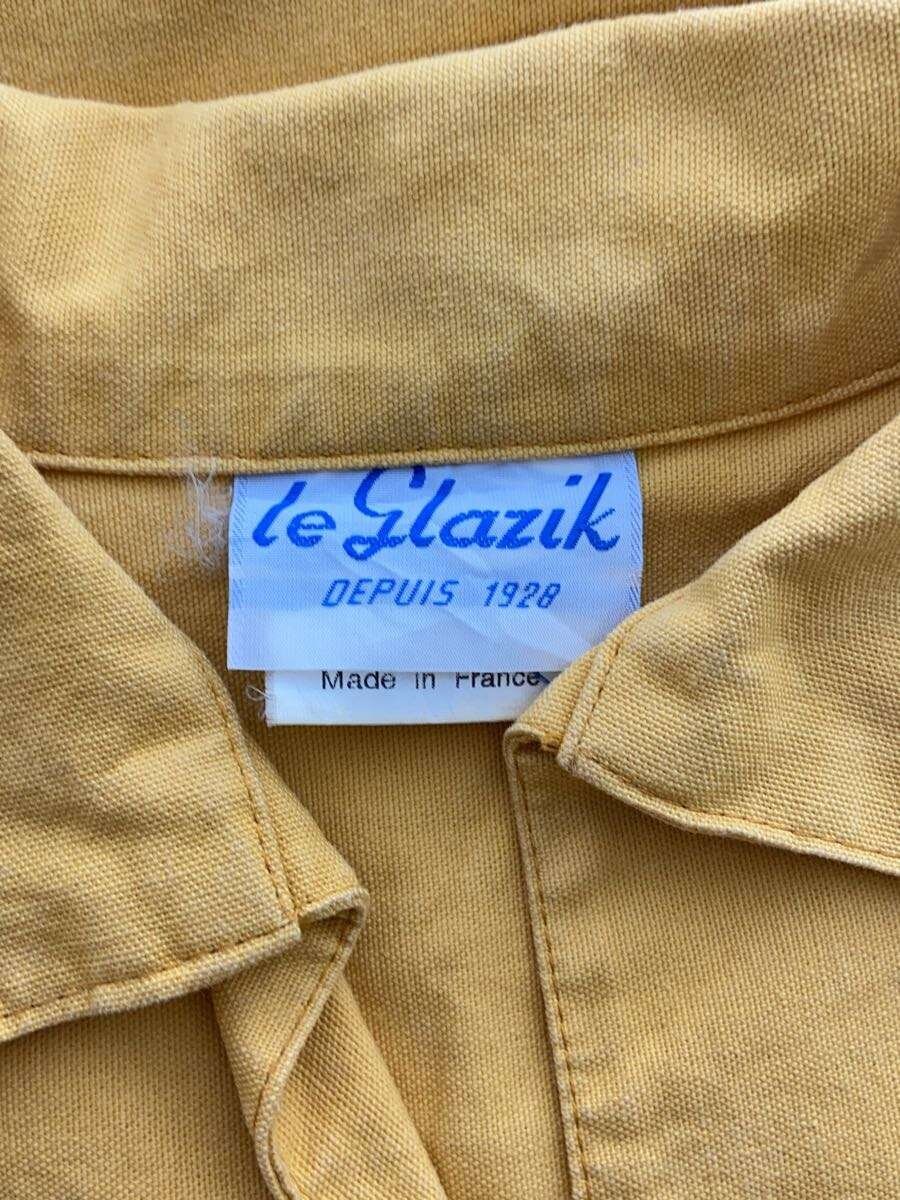 le Glazik
DEPUIS 1928
Made in France